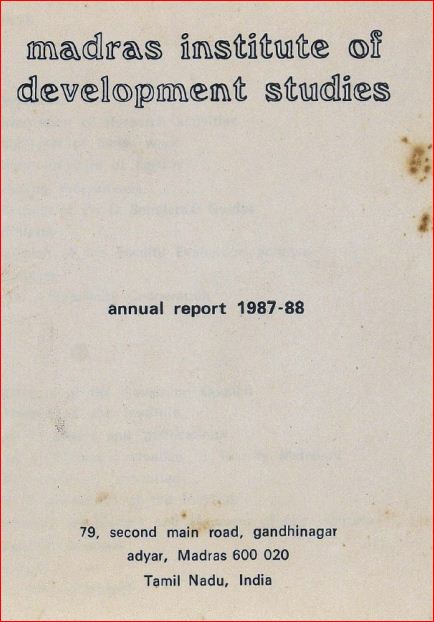 madras institute of
development studies
annual report 1987-88
79, second main road, gandhinagar
adyar, Madras 600 020
Tamil Nadu, India